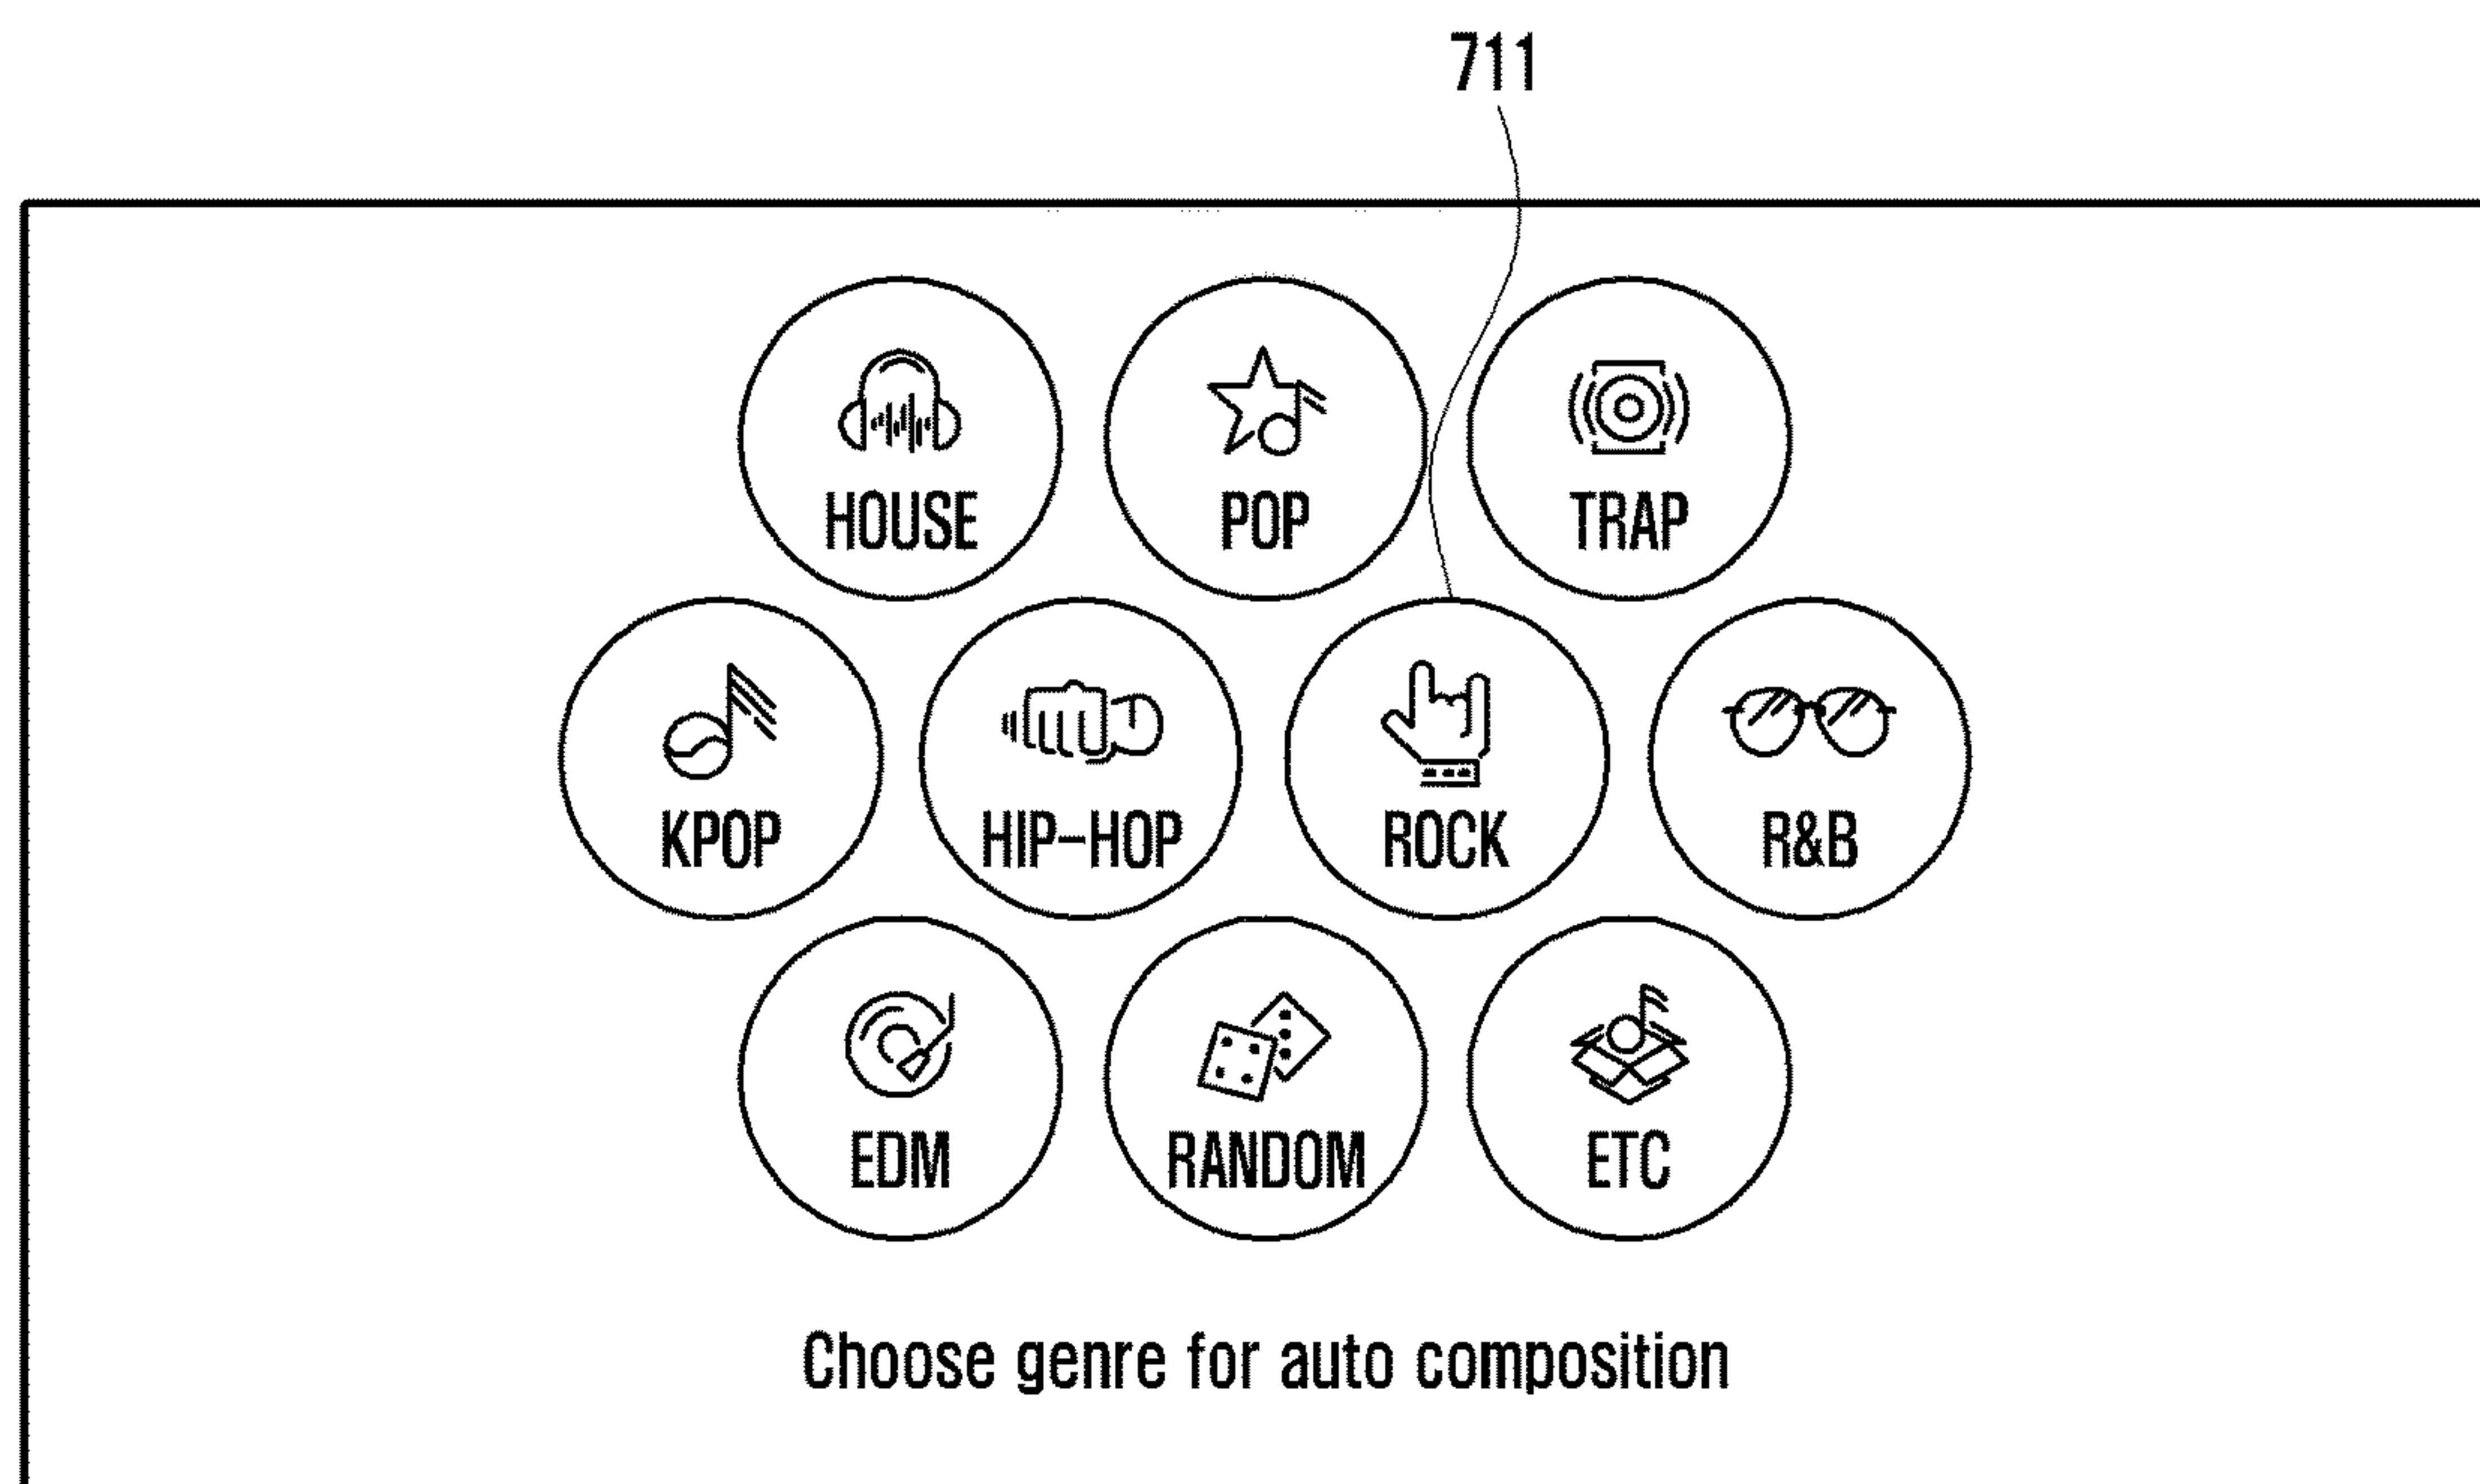 711
HOUSE POP TRAP
KPOP HIP-HOP ROCK R&B
EDM RANDOM ETC
Choose genre for auto composition